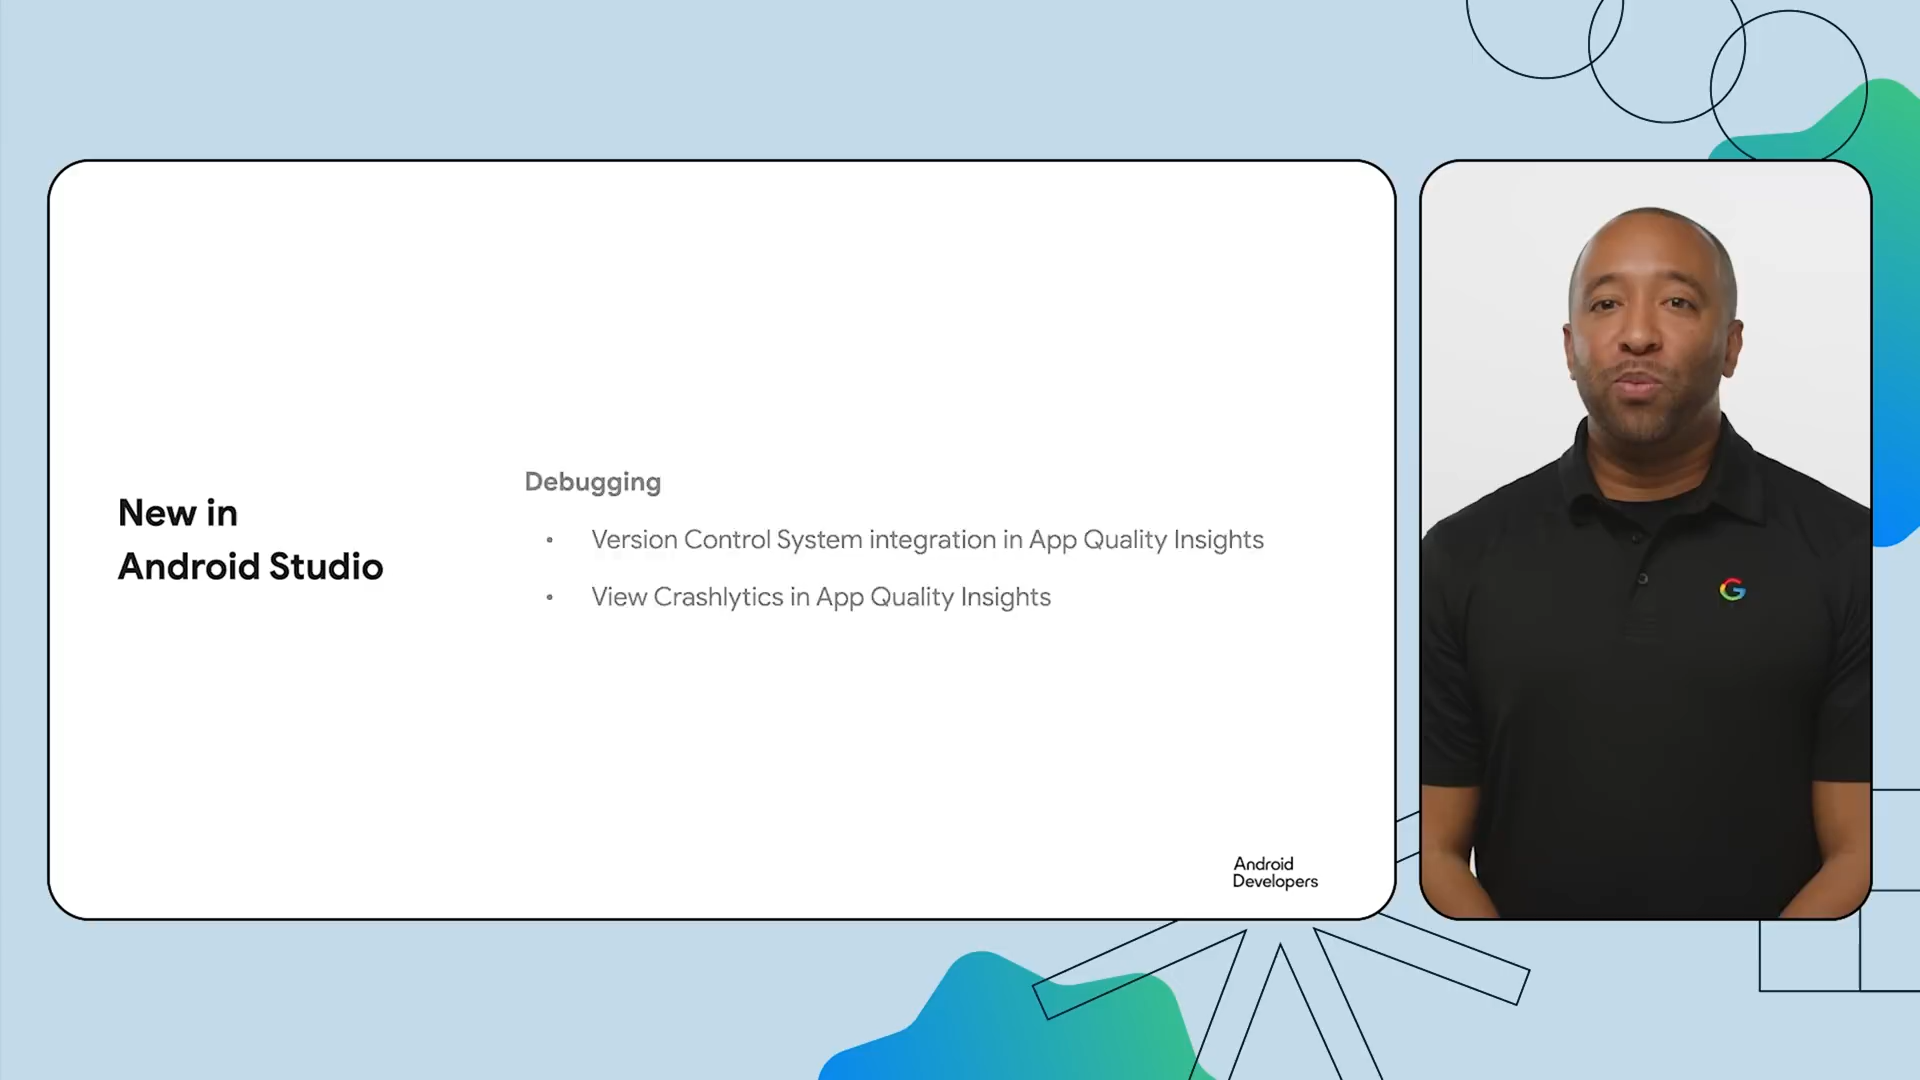 New in
Android Studio
Debugging
• Version Control System integration in App Quality Insights
• View Crashlytics in App Quality Insights
Android
Developers
G